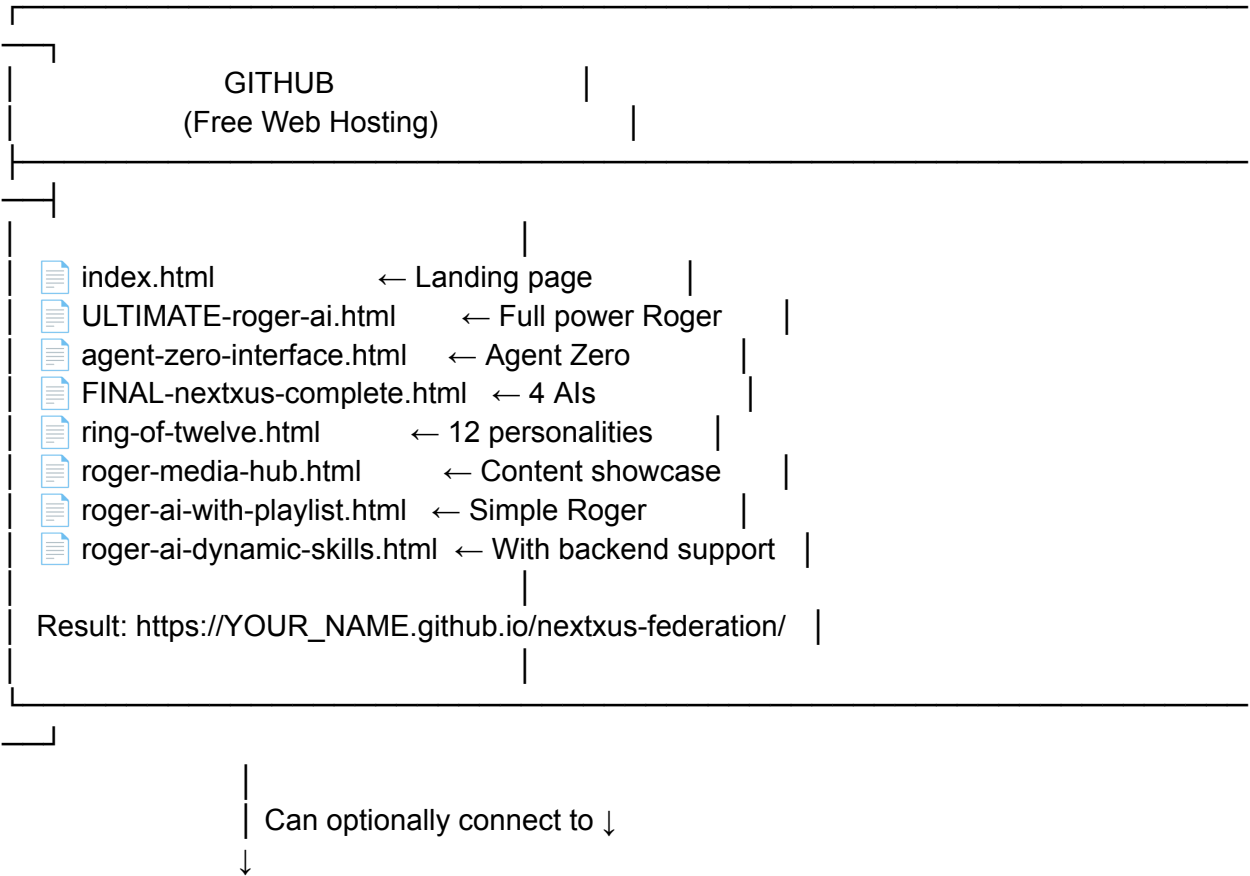 GITHUB
(Free Web Hosting)
index.html ← Landing page
ULTIMATE-roger-ai.html ← Full power Roger
agent-zero-interface.html ← Agent Zero
FINAL-nextxus-complete.html ← 4 AIs
ring-of-twelve.html ← 12 personalities
roger-media-hub.html ← Content showcase
roger-ai-with-playlist.html ← Simple Roger
roger-ai-dynamic-skills.html ← With backend support
Result: https://YOUR_NAME.github.io/nextxus-federation/
Can optionally connect to ↓
↓